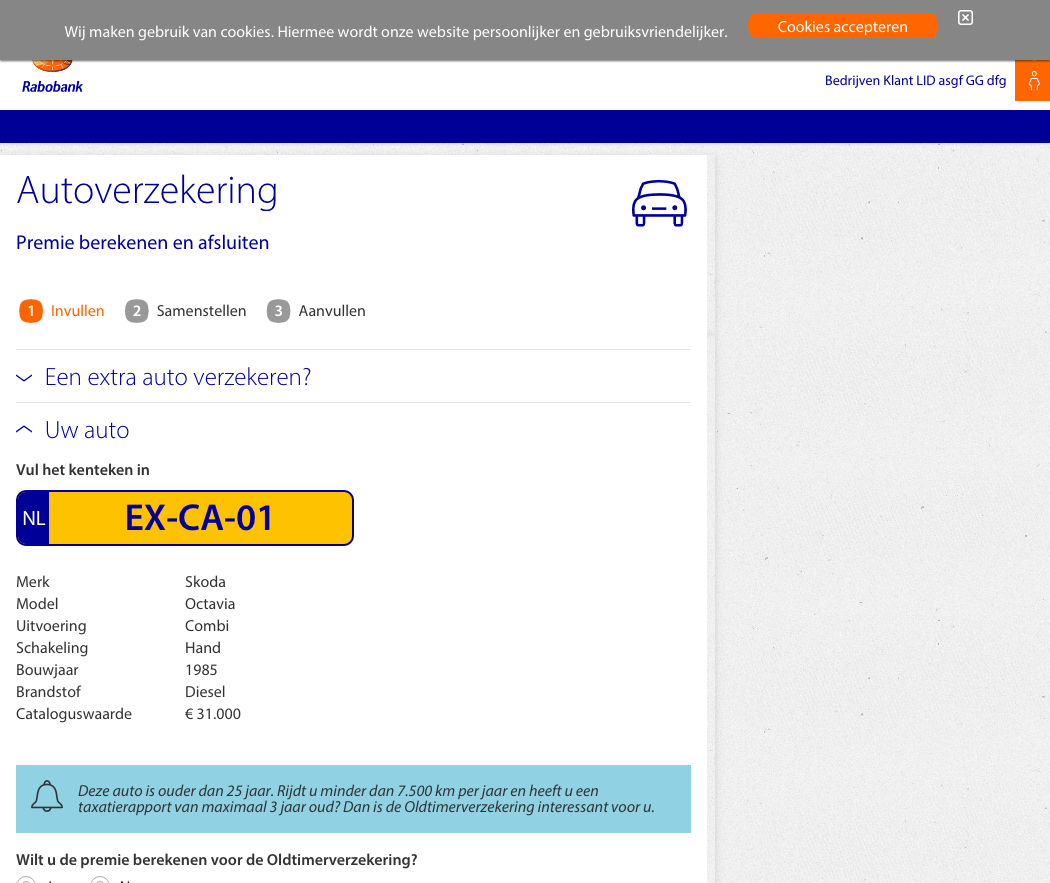 Wij maken gebruik van cookies. Hiermee wordt onze website persoonlijker en gebruiksvriendelijker.
Cookies accepteren
Rabobank
Bedrijven Klant LID asgf GG dfg
Autoverzekering
Premie berekenen en afsluiten
1 Invullen 2 Samenstellen 3 Aanvullen
Een extra auto verzekeren?
Uw auto
Vul het kenteken in
NL EX-CA-01
Merk Skoda
Model Octavia
Uitvoering Combi
Schakeling Hand
Bouwjaar 1985
Brandstof Diesel
Cataloguswaarde € 31.000
Deze auto is ouder dan 25 jaar. Rijdt u minder dan 7.500 km per jaar en heeft u een
taxatierapport van maximaal 3 jaar oud? Dan is de Oldtimerverzekering interessant voor u.
Wilt u de premie berekenen voor de Oldtimerverzekering?